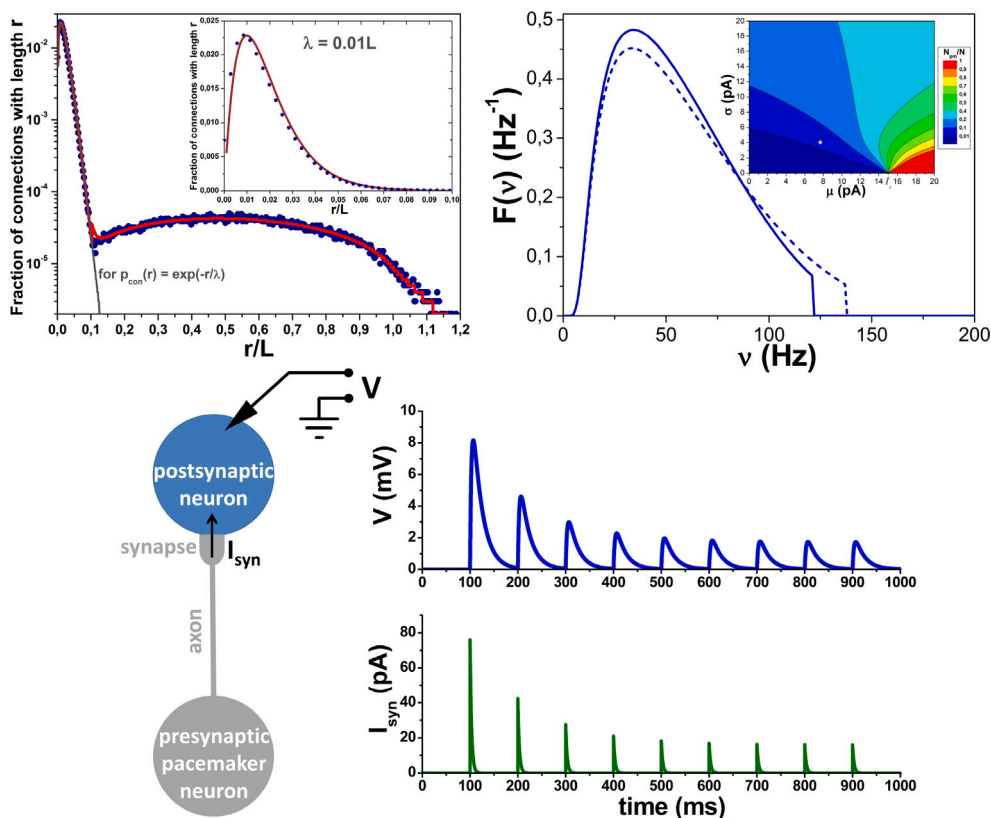 Fraction of connections with length r
10⁻²
10⁻³
10⁻⁴
10⁻⁵
0,0 0,1 0,2 0,3 0,4 0,5 0,6 0,7 0,8 0,9 1,0 1,1 1,2
r/L
for p_con(r) = exp(-r/λ)
Fraction of connections with length r
0,025
0,020
0,015
0,010
0,005
0,000
0,00 0,01 0,02 0,03 0,04 0,05 0,06 0,07 0,08 0,09 0,10
r/L
λ = 0.01L
F(ν) (Hz⁻¹)
0,5
0,4
0,3
0,2
0,1
0,0
0 50 100 150 200
ν (Hz)
σ (pA)
20
18
16
14
12
10
8
6
4
2
0
0 2 4 6 8 10 12 14 16 18 20
μ (pA)
N_pm/N
1
0,9
0,8
0,7
0,6
0,5
0,4
0,3
0,2
0,1
0,01
V
postsynaptic
neuron
synapse
I_syn
axon
presynaptic
pacemaker
neuron
V (mV)
10
8
6
4
2
0
0 100 200 300 400 500 600 700 800 900 1000
I_syn (pA)
80
60
40
20
0
0 100 200 300 400 500 600 700 800 900 1000
time (ms)